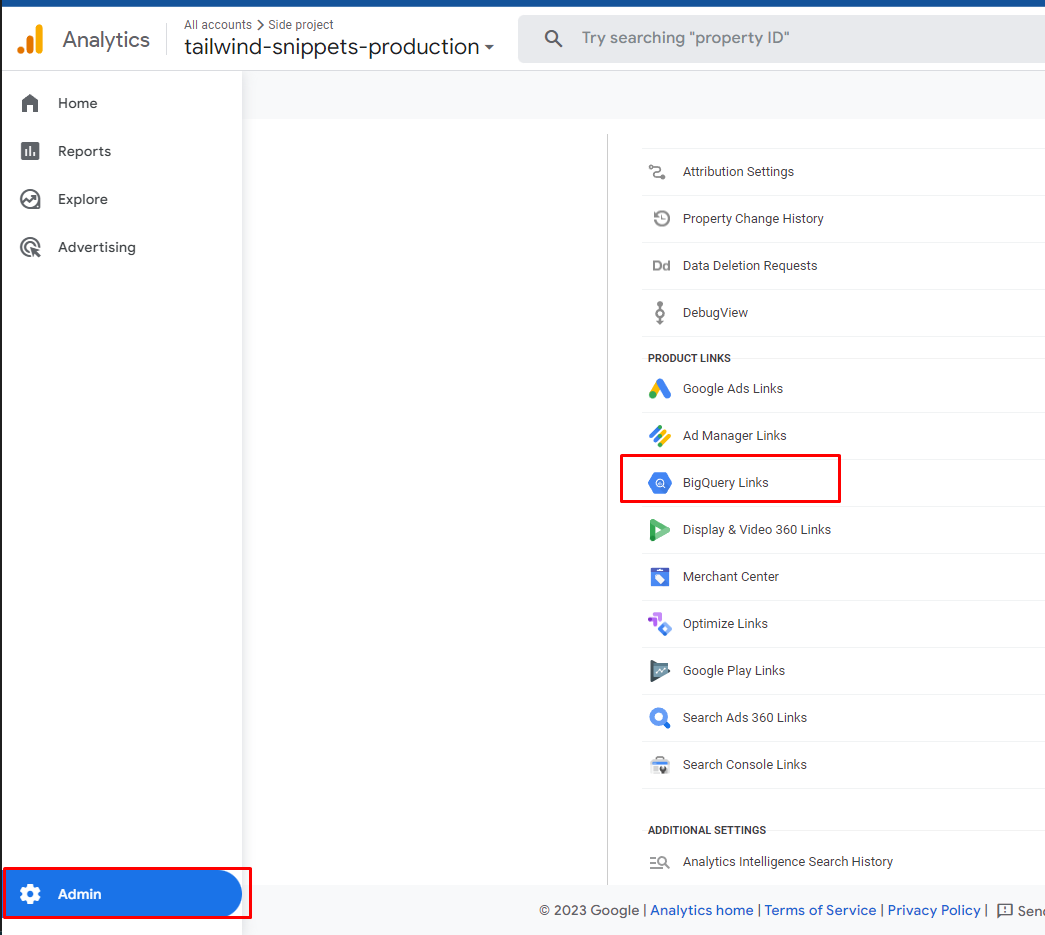 All accounts > Side project
Analytics
tailwind-snippets-production
Try searching "property ID"
Home
Reports
Explore
Advertising
Admin
Attribution Settings
Property Change History
Dd Data Deletion Requests
DebugView
PRODUCT LINKS
Google Ads Links
Ad Manager Links
BigQuery Links
Display & Video 360 Links
Merchant Center
Optimize Links
Google Play Links
Search Ads 360 Links
Search Console Links
ADDITIONAL SETTINGS
Analytics Intelligence Search History
© 2023 Google | Analytics home | Terms of Service | Privacy Policy | Send